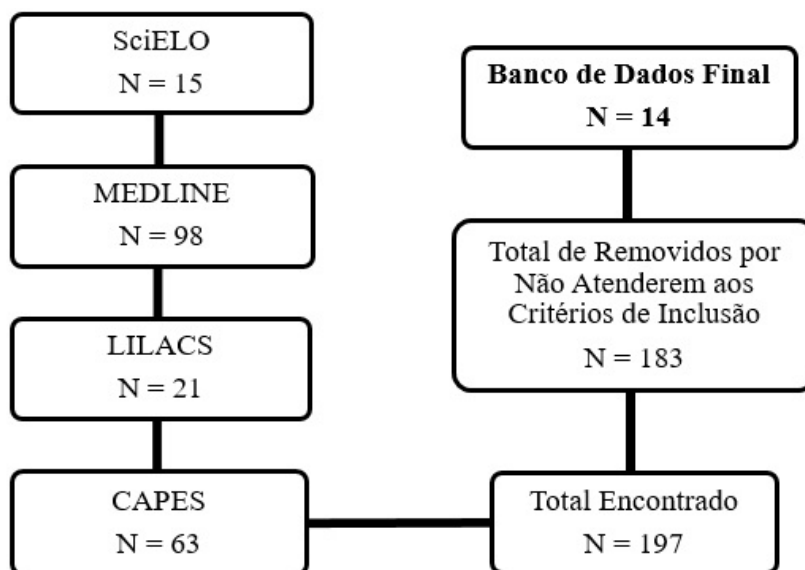 SciELO
N = 15
MEDLINE
N = 98
LILACS
N = 21
CAPES
N = 63
Total Encontrado
N = 197
Total de Removidos por
Não Atenderem aos
Critérios de Inclusão
N = 183
Banco de Dados Final
N = 14